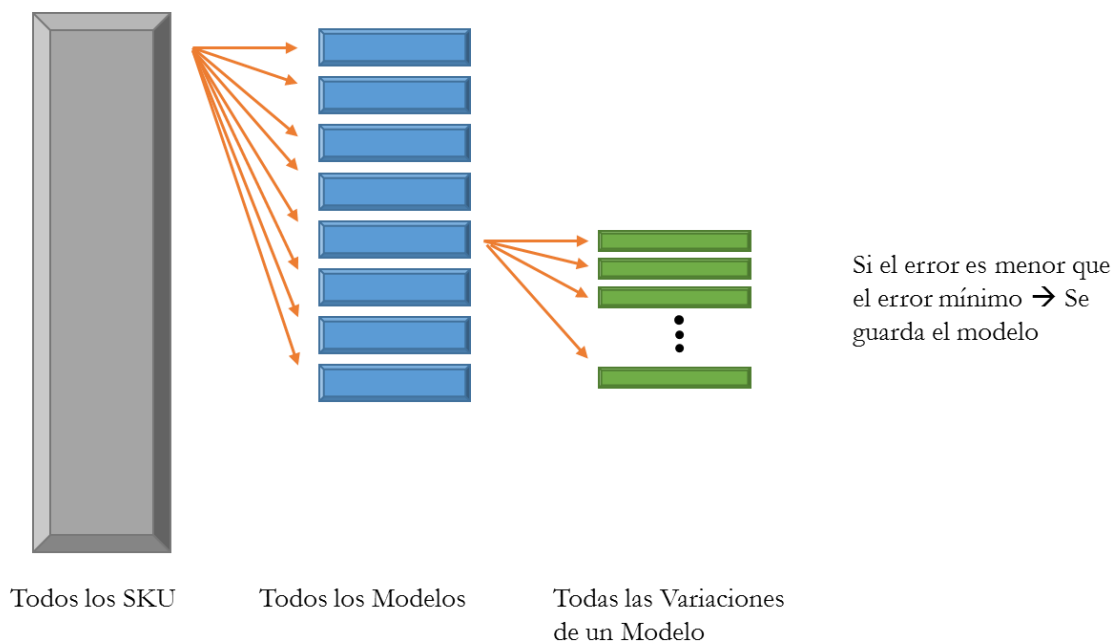 Si el error es menor que
el error mínimo → Se
guarda el modelo
Todos los SKU
Todos los Modelos
Todas las Variaciones
de un Modelo